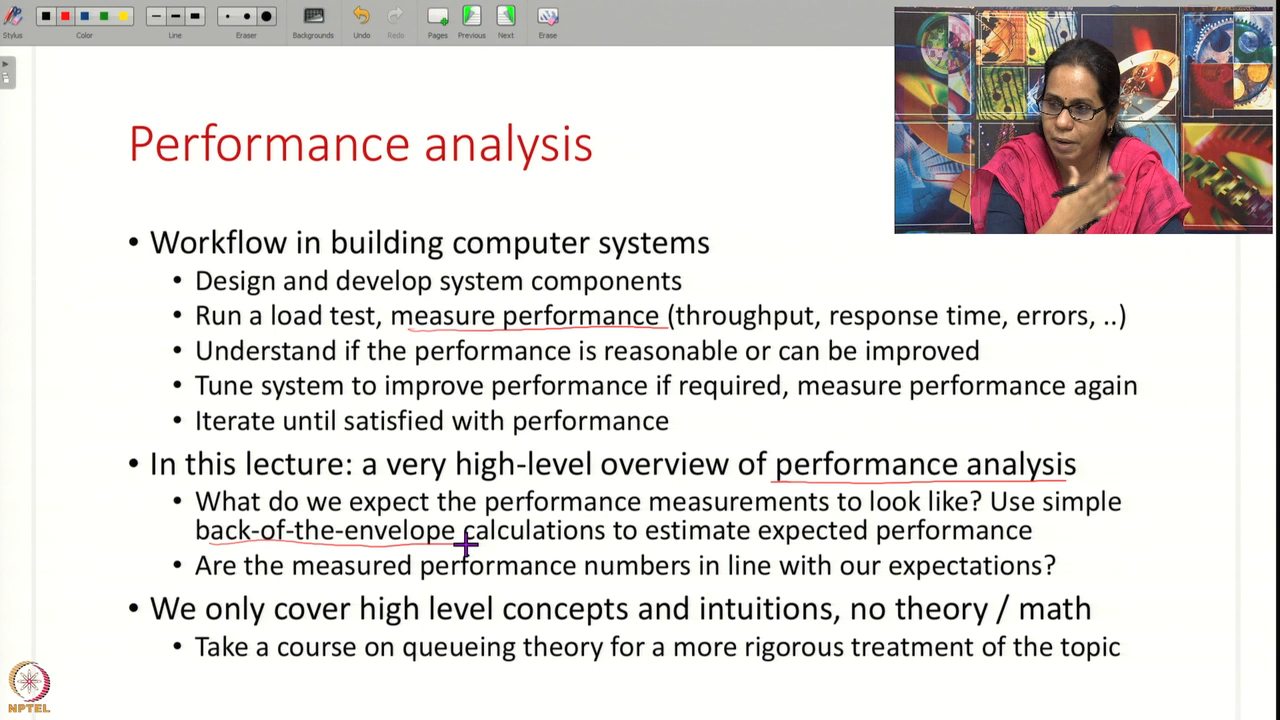 Stylus
Color
Line
Eraser
Backgrounds
Undo
Redo
Pages
Previous
Next
Erase
Performance analysis
• Workflow in building computer systems
• Design and develop system components
• Run a load test, measure performance (throughput, response time, errors, ..)
• Understand if the performance is reasonable or can be improved
• Tune system to improve performance if required, measure performance again
• Iterate until satisfied with performance
• In this lecture: a very high-level overview of performance analysis
• What do we expect the performance measurements to look like? Use simple
back-of-the-envelope calculations to estimate expected performance
• Are the measured performance numbers in line with our expectations?
• We only cover high level concepts and intuitions, no theory / math
• Take a course on queueing theory for a more rigorous treatment of the topic
NPTEL